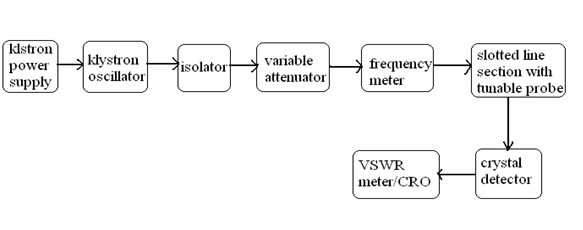 klstron
power
supply
klystron
oscillator
isolator
variable
attenuator
frequency
meter
slotted line
section with
tunable probe
crystal
detector
VSWR
meter/CRO